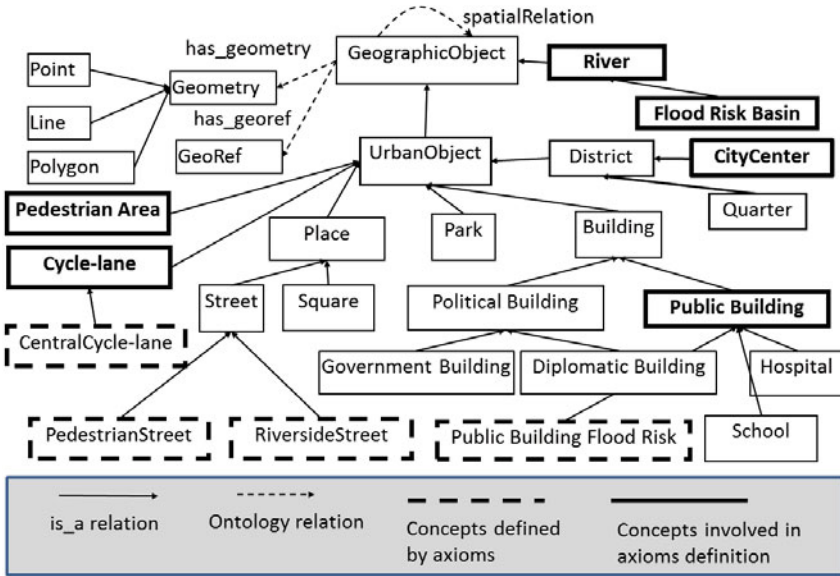 spatialRelation
has_geometry
GeographicObject
River
Point
Geometry
has_georef
Flood Risk Basin
Line
GeoRef
UrbanObject
District
CityCenter
Polygon
Pedestrian Area
Quarter
Place
Park
Building
Cycle-lane
Street
Square
Political Building
Public Building
CentralCycle-lane
Government Building
Diplomatic Building
Hospital
PedestrianStreet
RiversideStreet
Public Building Flood Risk
School
is_a relation
Ontology relation
Concepts defined
by axioms
Concepts involved in
axioms definition